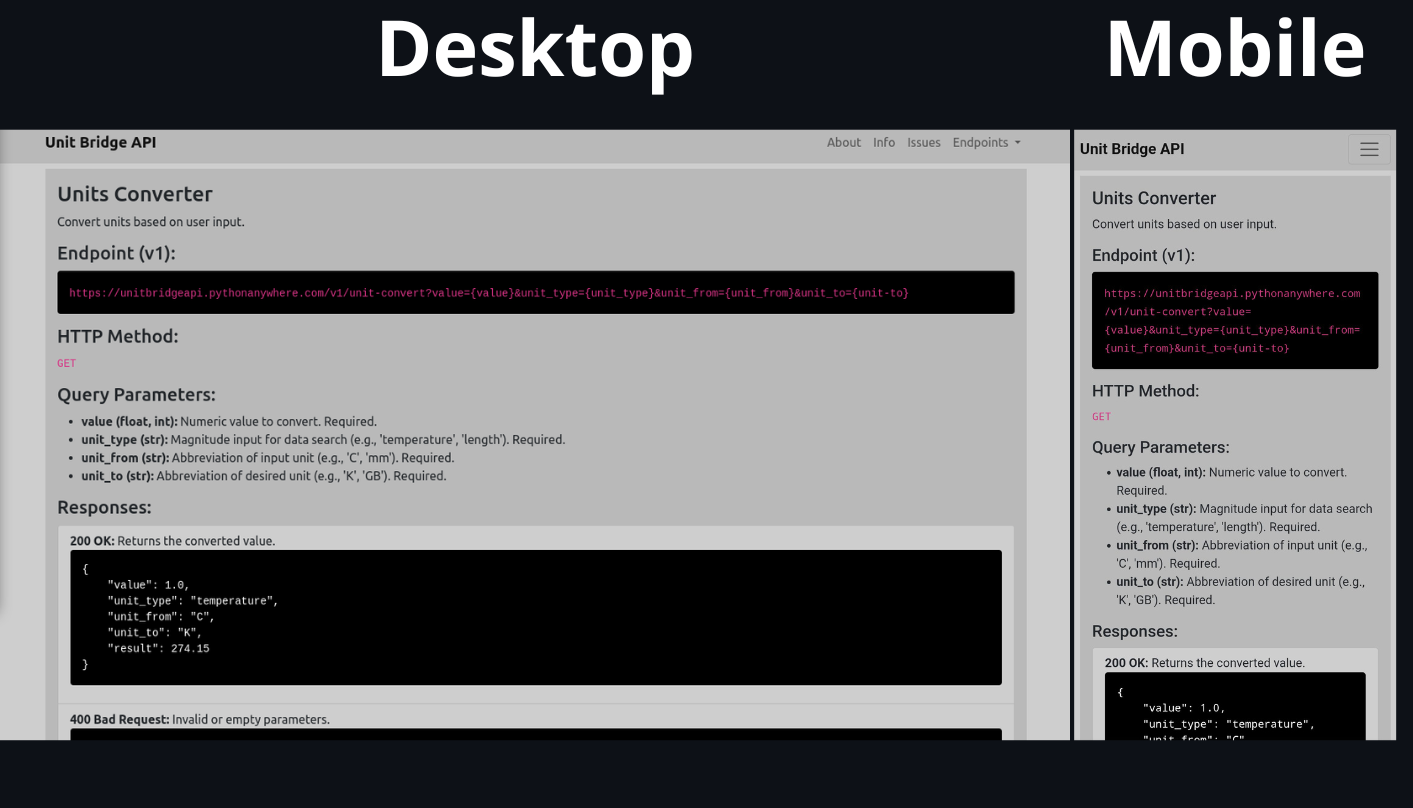 Desktop
Mobile
Unit Bridge API
About
Info
Issues
Endpoints
Units Converter
Convert units based on user input.
Endpoint (v1):
https://unitbridgeapi.pythonanywhere.com/v1/unit-convert?value={value}&unit_type={unit_type}&unit_from={unit_from}&unit_to={unit-to}
HTTP Method:
GET
Query Parameters:
• value (float, int): Numeric value to convert. Required.
• unit_type (str): Magnitude input for data search (e.g., 'temperature', 'length'). Required.
• unit_from (str): Abbreviation of input unit (e.g., 'C', 'mm'). Required.
• unit_to (str): Abbreviation of desired unit (e.g., 'K', 'GB'). Required.
Responses:
200 OK: Returns the converted value.
{
"value": 1.0,
"unit_type": "temperature",
"unit_from": "C",
"unit_to": "K",
"result": 274.15
}
400 Bad Request: Invalid or empty parameters.
Unit Bridge API
Units Converter
Convert units based on user input.
Endpoint (v1):
https://unitbridgeapi.pythonanywhere.com
/v1/unit-convert?value=
{value}&unit_type={unit_type}&unit_from=
{unit_from}&unit_to={unit-to}
HTTP Method:
GET
Query Parameters:
• value (float, int): Numeric value to convert.
Required.
• unit_type (str): Magnitude input for data search
(e.g., 'temperature', 'length'). Required.
• unit_from (str): Abbreviation of input unit (e.g.,
'C', 'mm'). Required.
• unit_to (str): Abbreviation of desired unit (e.g.,
'K', 'GB'). Required.
Responses:
200 OK: Returns the converted value.
{
"value": 1.0,
"unit_type": "temperature",
"unit_from": "C"